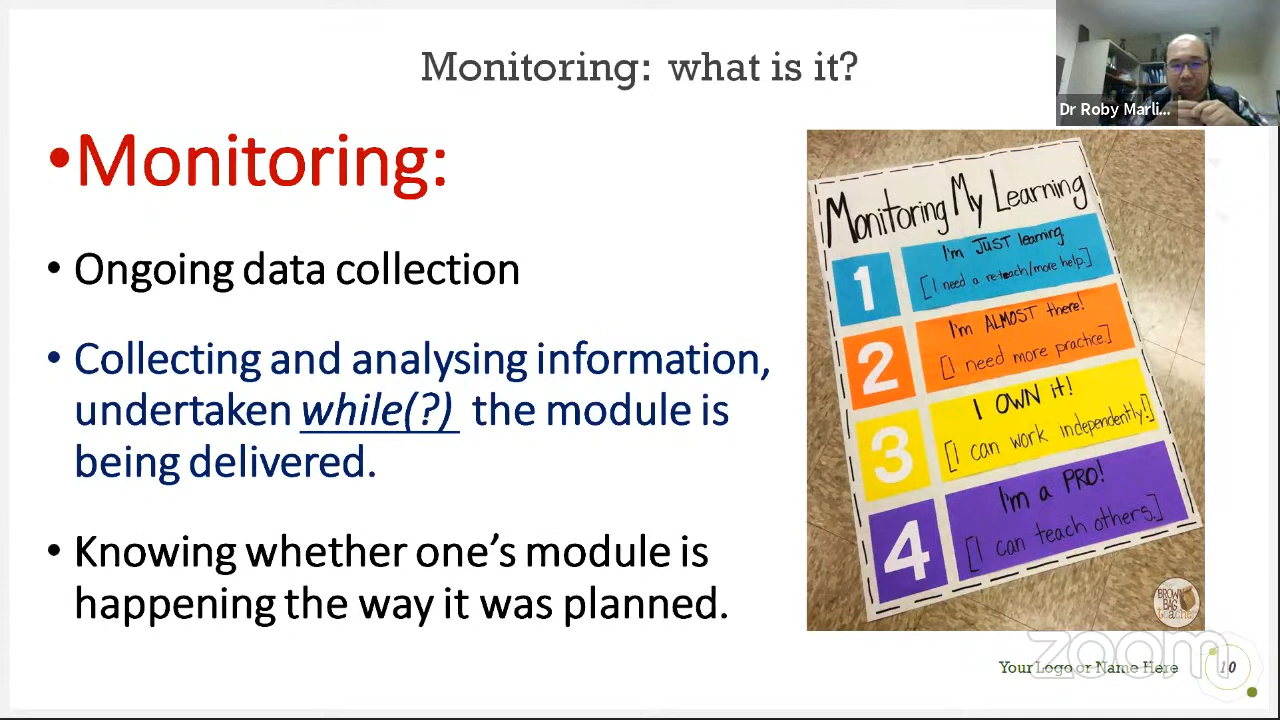 Monitoring: what is it?
Dr Roby Marli...
•Monitoring:
• Ongoing data collection
• Collecting and analysing information,
undertaken while(?) the module is
being delivered.
• Knowing whether one's module is
happening the way it was planned.
Monitoring My Learning
1
I'm JUST learning
[I need a re-teach/more help.]
2
I'm ALMOST there!
[I need more practice.]
3
I OWN it!
[I can work independently!]
4
I'm a PRO!
[I can teach others.]
BROWN
BAG
teacher
zoom
Your Logo or Name Here
10